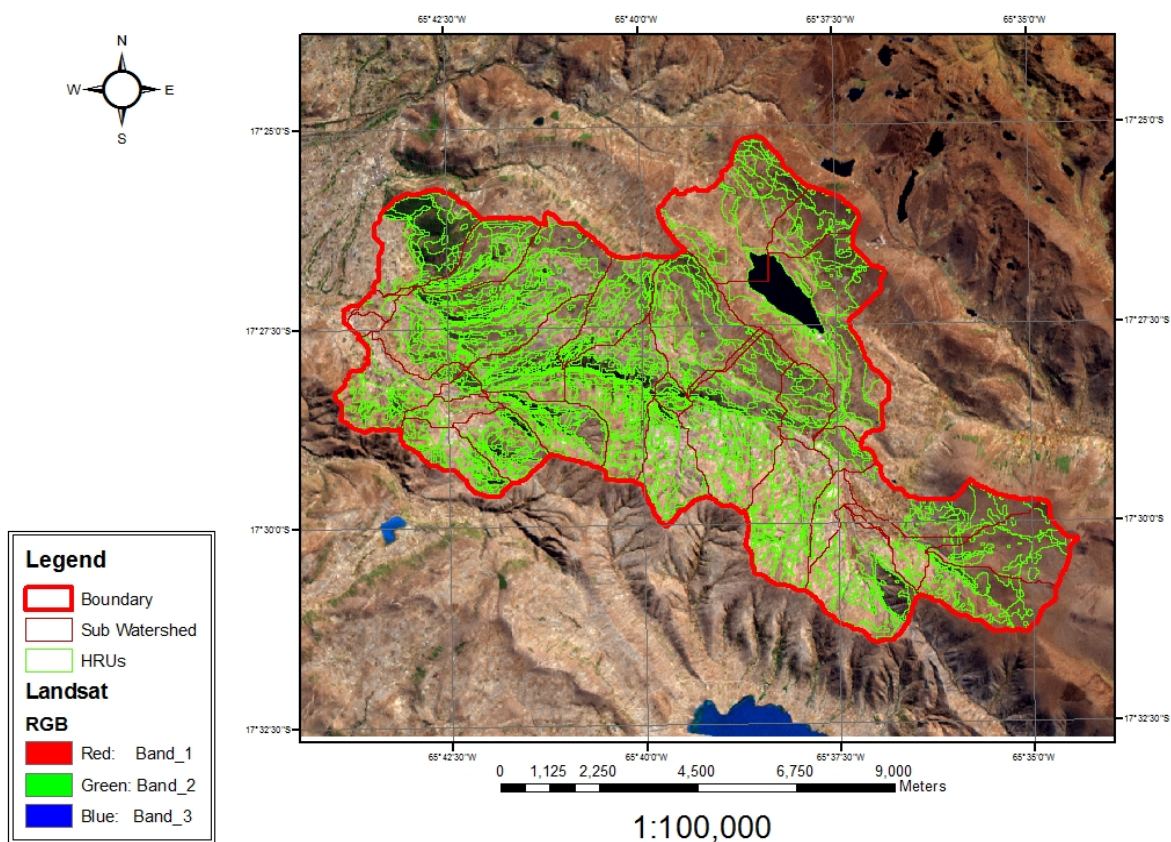 65°42'30"W 65°40'0"W 65°37'30"W 65°35'0"W
N
W E
S
17°25'0"S 17°25'0"S
17°27'30"S 17°27'30"S
17°30'0"S 17°30'0"S
17°32'30"S 17°32'30"S
65°42'30"W 65°40'0"W 65°37'30"W 65°35'0"W
Legend
Boundary
Sub Watershed
HRUs
Landsat
RGB
Red: Band_1
Green: Band_2
Blue: Band_3
0 1,125 2,250 4,500 6,750 9,000
Meters
1:100,000